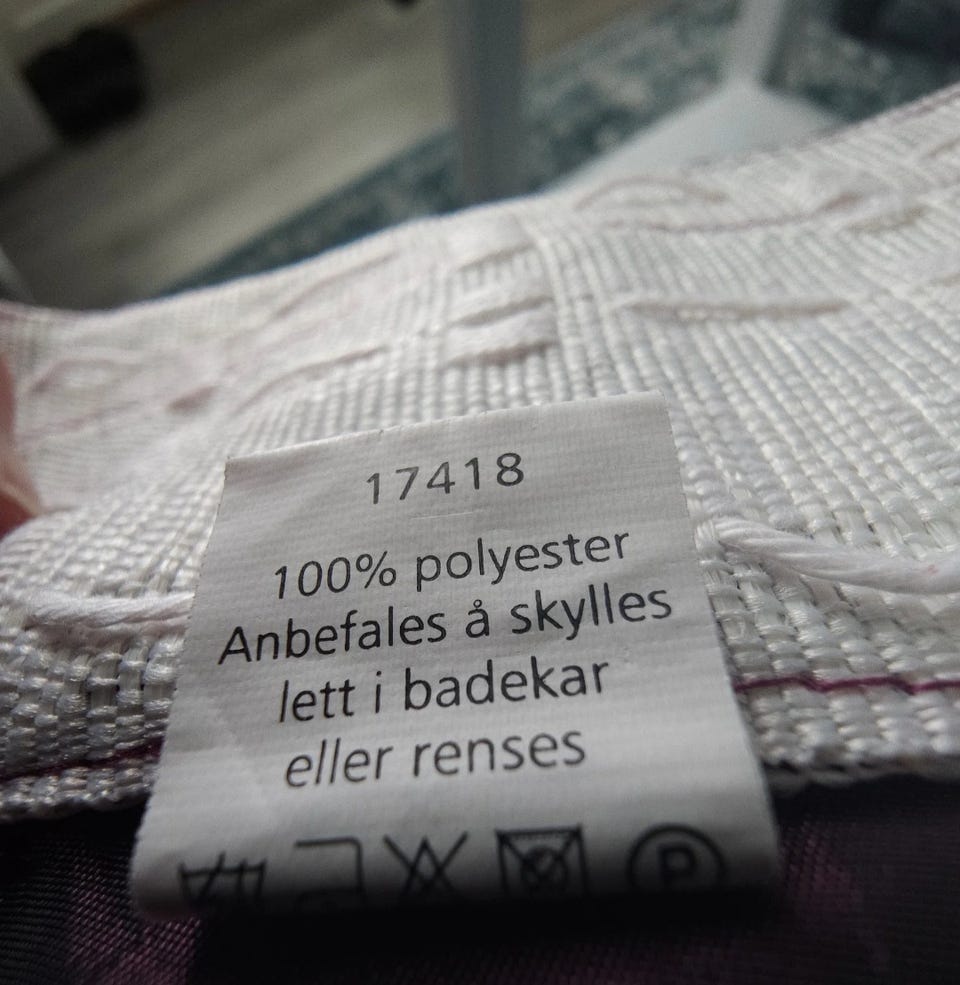 17418
100% polyester
Anbefales å skylles
lett i badekar
eller renses
P